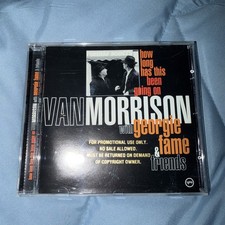 how
long
has this
been
going on
VAN MORRISON
with georgie
fame
& friends
FOR PROMOTIONAL USE ONLY.
NO SALE ALLOWED.
MUST BE RETURNED ON DEMAND
OF COPYRIGHT OWNER.